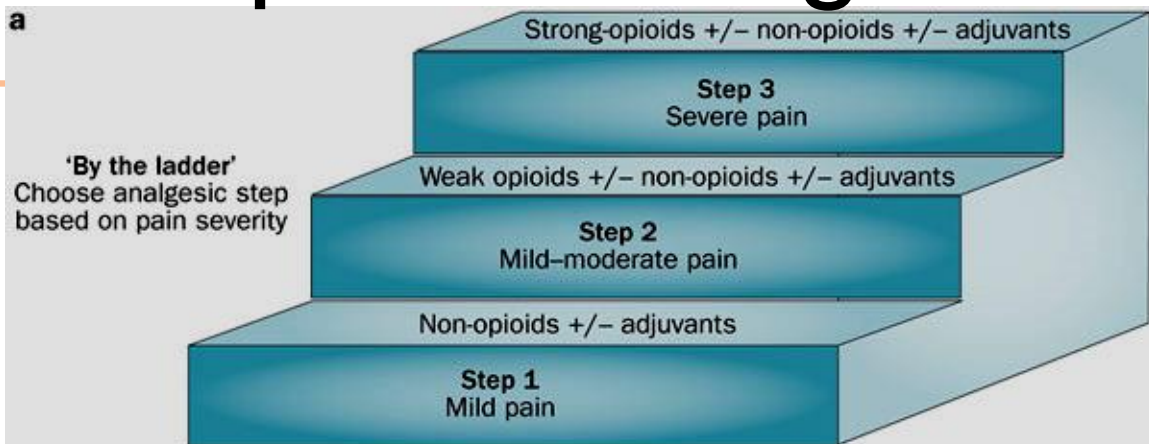 a
Strong-opioids +/– non-opioids +/– adjuvants
Step 3
Severe pain
'By the ladder'
Choose analgesic step
based on pain severity
Weak opioids +/– non-opioids +/– adjuvants
Step 2
Mild–moderate pain
Non-opioids +/– adjuvants
Step 1
Mild pain